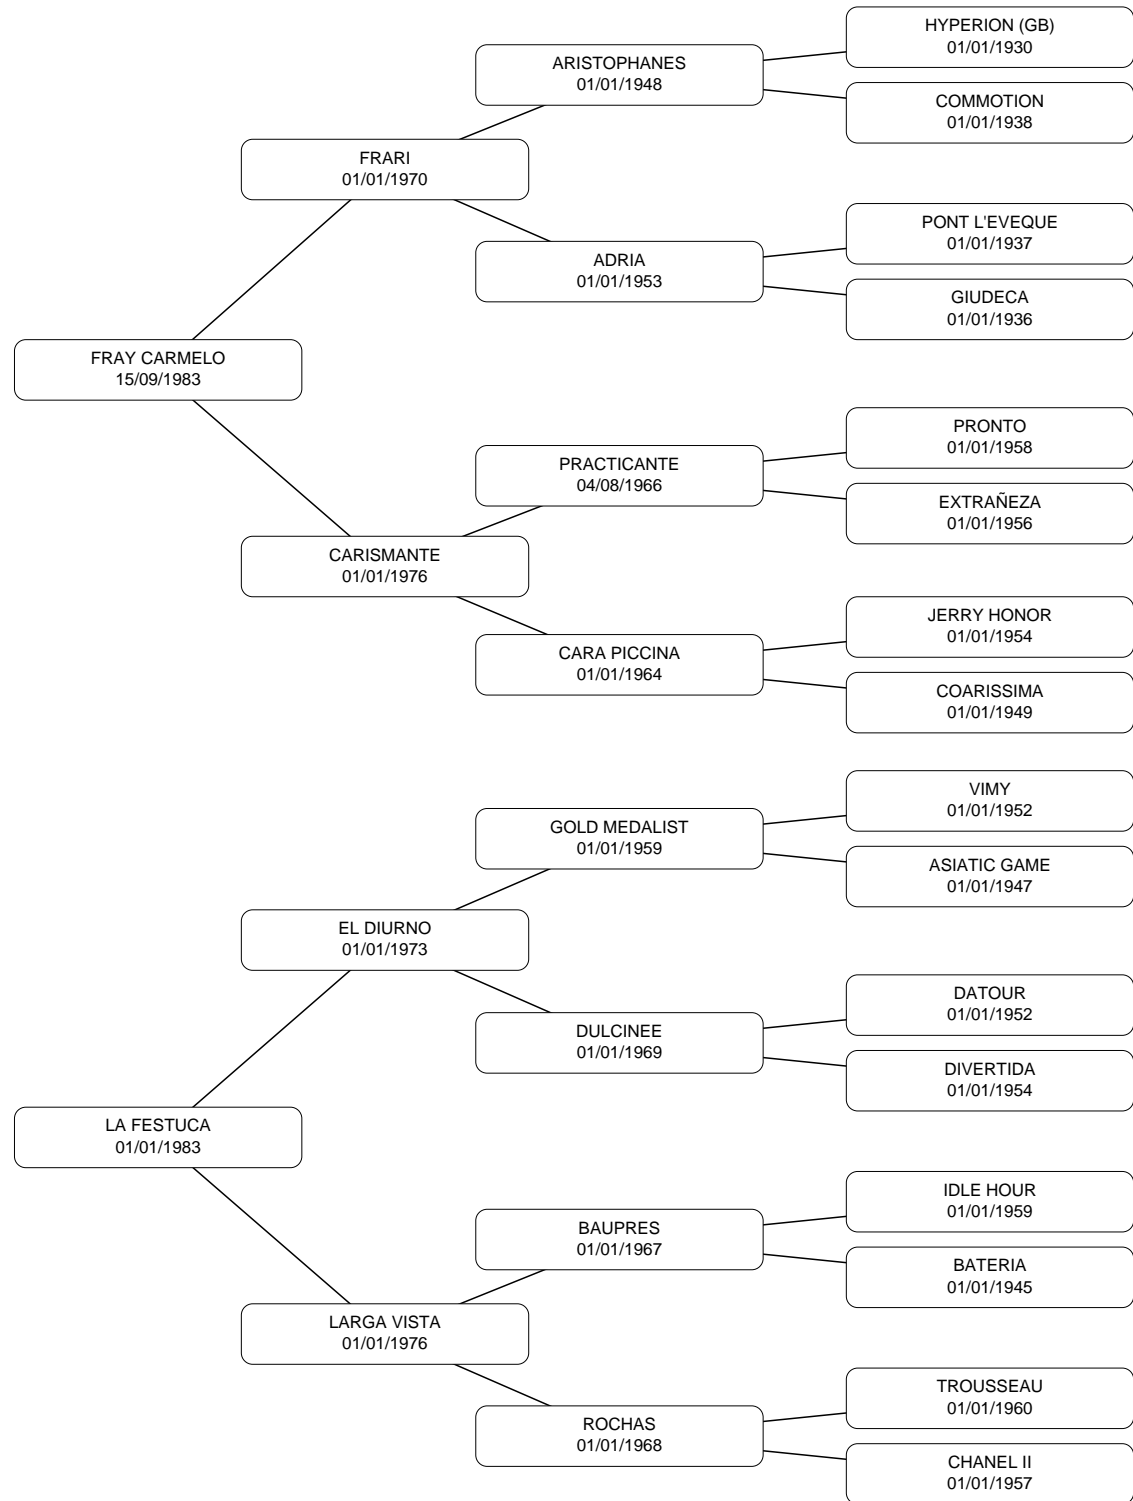 HYPERION (GB)
01/01/1930
ARISTOPHANES
01/01/1948
COMMOTION
01/01/1938
FRARI
01/01/1970
PONT L'EVEQUE
01/01/1937
ADRIA
01/01/1953
GIUDECA
01/01/1936
FRAY CARMELO
15/09/1983
PRONTO
01/01/1958
PRACTICANTE
04/08/1966
EXTRAÑEZA
01/01/1956
CARISMANTE
01/01/1976
JERRY HONOR
01/01/1954
CARA PICCINA
01/01/1964
COARISSIMA
01/01/1949
VIMY
01/01/1952
GOLD MEDALIST
01/01/1959
ASIATIC GAME
01/01/1947
EL DIURNO
01/01/1973
DATOUR
01/01/1952
DULCINEE
01/01/1969
DIVERTIDA
01/01/1954
LA FESTUCA
01/01/1983
IDLE HOUR
01/01/1959
BAUPRES
01/01/1967
BATERIA
01/01/1945
LARGA VISTA
01/01/1976
TROUSSEAU
01/01/1960
ROCHAS
01/01/1968
CHANEL II
01/01/1957